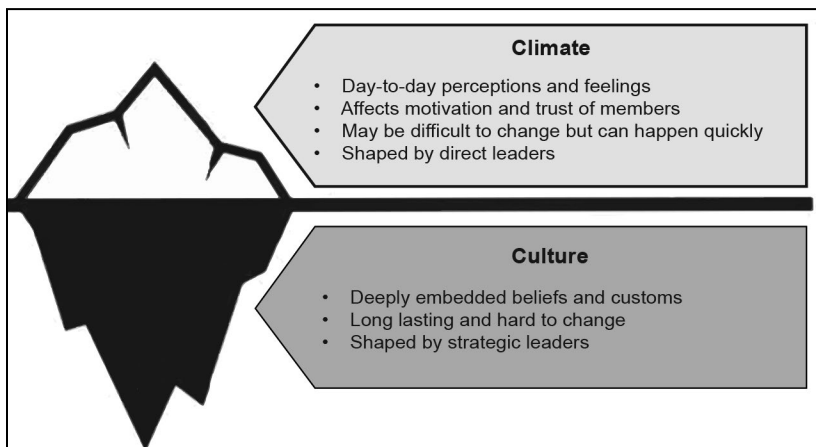 Climate
• Day-to-day perceptions and feelings
• Affects motivation and trust of members
• May be difficult to change but can happen quickly
• Shaped by direct leaders
Culture
• Deeply embedded beliefs and customs
• Long lasting and hard to change
• Shaped by strategic leaders